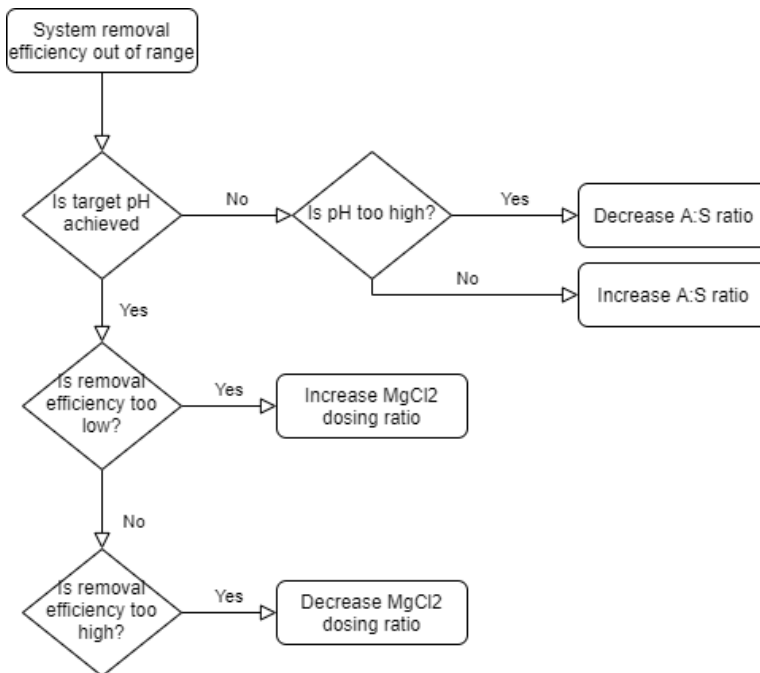 System removal
efficiency out of range
Is target pH
achieved
No
Is pH too high?
Yes
Decrease A:S ratio
No
Increase A:S ratio
Yes
Is removal
efficiency too
low?
Yes
Increase MgCl2
dosing ratio
No
Is removal
efficiency too
high?
Yes
Decrease MgCl2
dosing ratio